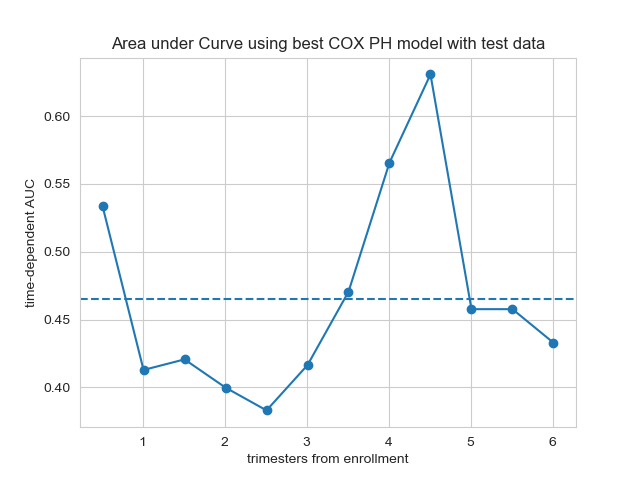 Area under Curve using best COX PH model with test data
time-dependent AUC
0.60
0.55
0.50
0.45
0.40
1 2 3 4 5 6
trimesters from enrollment